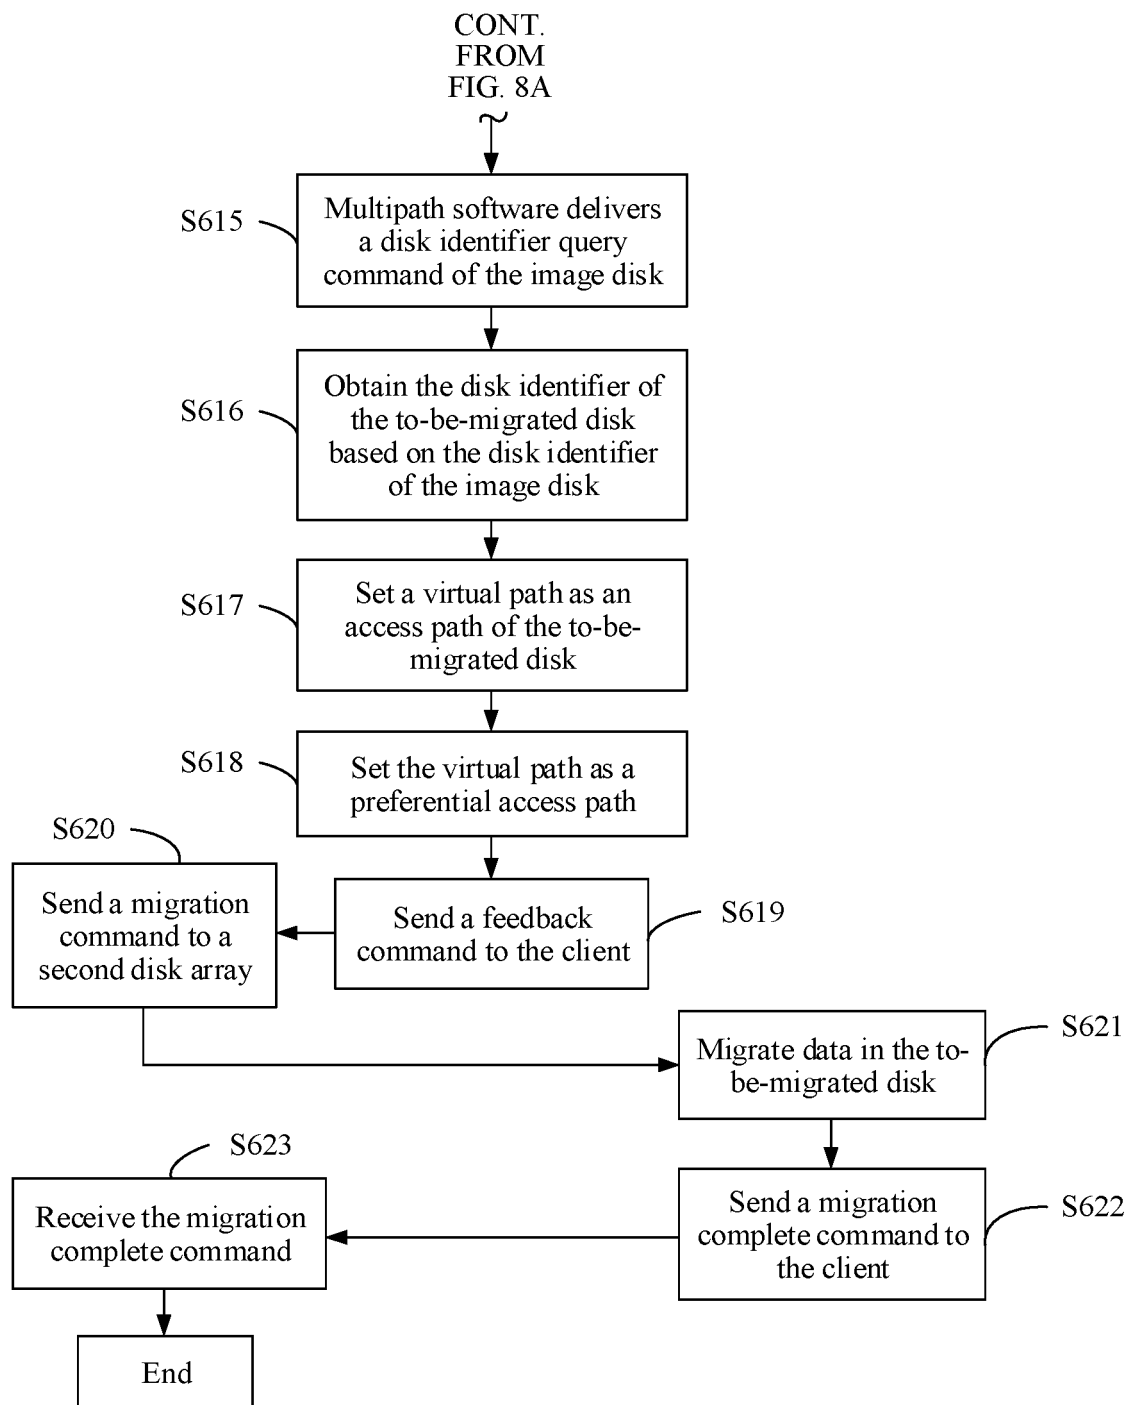 CONT.
FROM
FIG. 8A
S615
Multipath software delivers
a disk identifier query
command of the image disk
S616
Obtain the disk identifier of
the to-be-migrated disk
based on the disk identifier
of the image disk
S617
Set a virtual path as an
access path of the to-be-
migrated disk
S618
Set the virtual path as a
preferential access path
S620
Send a migration
command to a
second disk array
Send a feedback
command to the client
S619
S621
Migrate data in the to-
be-migrated disk
S623
Receive the migration
complete command
Send a migration
complete command to
the client
S622
End